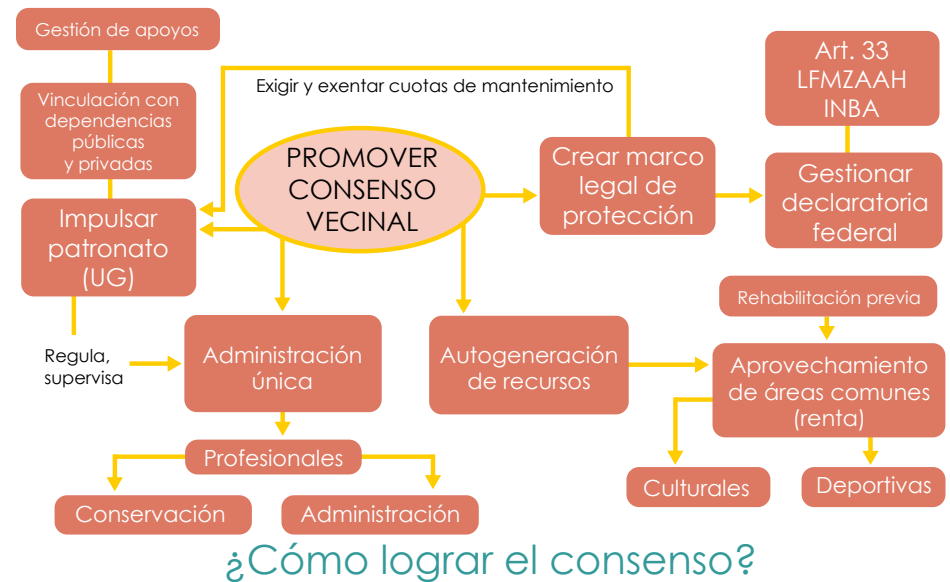 Gestión de apoyos
Vinculación con
dependencias
públicas
y privadas
Impulsar
patronato
(UG)
Exigir y exentar cuotas de mantenimiento
PROMOVER
CONSENSO
VECINAL
Crear marco
legal de
protección
Art. 33
LFMZAAH
INBA
Gestionar
declaratoria
federal
Regula,
supervisa
Administración
única
Autogeneración
de recursos
Rehabilitación previa
Aprovechamiento
de áreas comunes
(renta)
Profesionales
Conservación
Administración
Culturales
Deportivas
¿Cómo lograr el consenso?